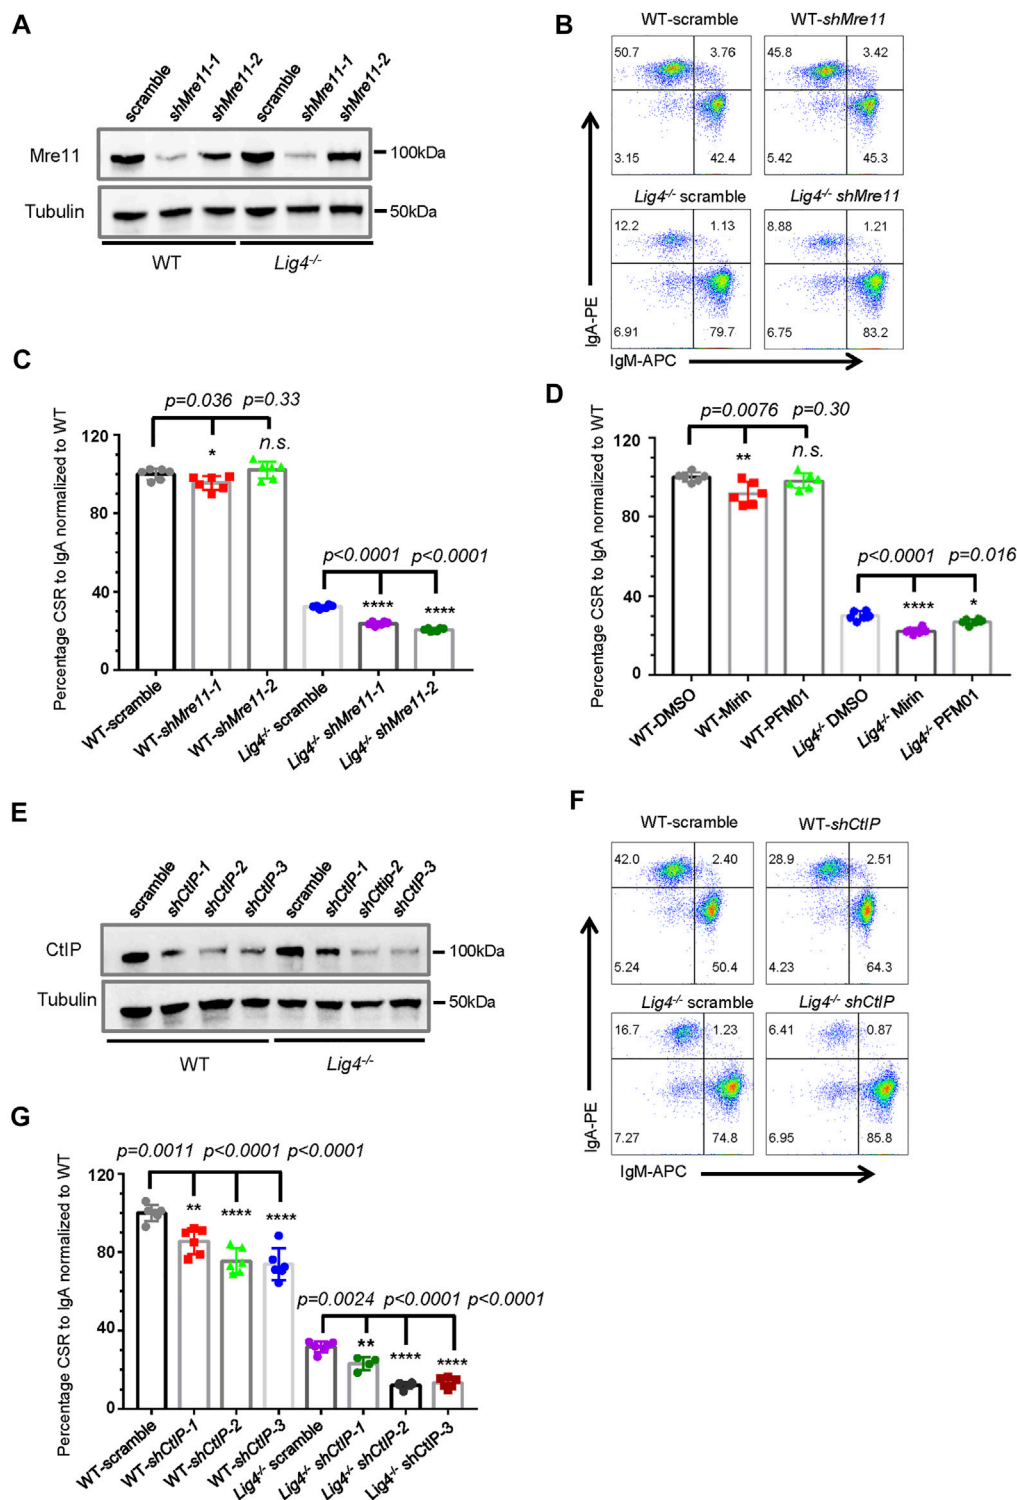 A
scramble
shMre11-1
shMre11-2
scramble
shMre11-1
shMre11-2
Mre11
100kDa
Tubulin
50kDa
WT
Lig4-/-
B
WT-scramble
WT-shMre11
50.7
3.76
45.8
3.42
3.15
42.4
5.42
45.3
Lig4-/- scramble
Lig4-/- shMre11
12.2
1.13
8.88
1.21
6.91
79.7
6.75
83.2
IgA-PE
IgM-APC
C
p=0.036
p=0.33
*
n.s.
p<0.0001
p<0.0001
****
****
Percentage CSR to IgA normalized to WT
120
80
40
0
WT-scramble
WT-shMre11-1
WT-shMre11-2
Lig4-/- scramble
Lig4-/- shMre11-1
Lig4-/- shMre11-2
D
p=0.0076
p=0.30
**
n.s.
p<0.0001
p=0.016
****
*
Percentage CSR to IgA normalized to WT
120
80
40
0
WT-DMSO
WT-Mirin
WT-PFM01
Lig4-/- DMSO
Lig4-/- Mirin
Lig4-/- PFM01
E
scramble
shCtIP-1
shCtIP-2
shCtIP-3
scramble
shCtIP-1
shCttip-2
shCtIP-3
CtIP
100kDa
Tubulin
50kDa
WT
Lig4-/-
F
WT-scramble
WT-shCtIP
42.0
2.40
28.9
2.51
5.24
50.4
4.23
64.3
Lig4-/- scramble
Lig4-/- shCtIP
16.7
1.23
6.41
0.87
7.27
74.8
6.95
85.8
IgA-PE
IgM-APC
G
p=0.0011
p<0.0001
p<0.0001
**
****
****
p=0.0024
p<0.0001
p<0.0001
**
****
****
Percentage CSR to IgA normalized to WT
120
80
40
0
WT-scramble
WT-shCtIP-1
WT-shCtIP-2
WT-shCtIP-3
Lig4-/- scramble
Lig4-/- shCtIP-1
Lig4-/- shCtIP-2
Lig4-/- shCtIP-3